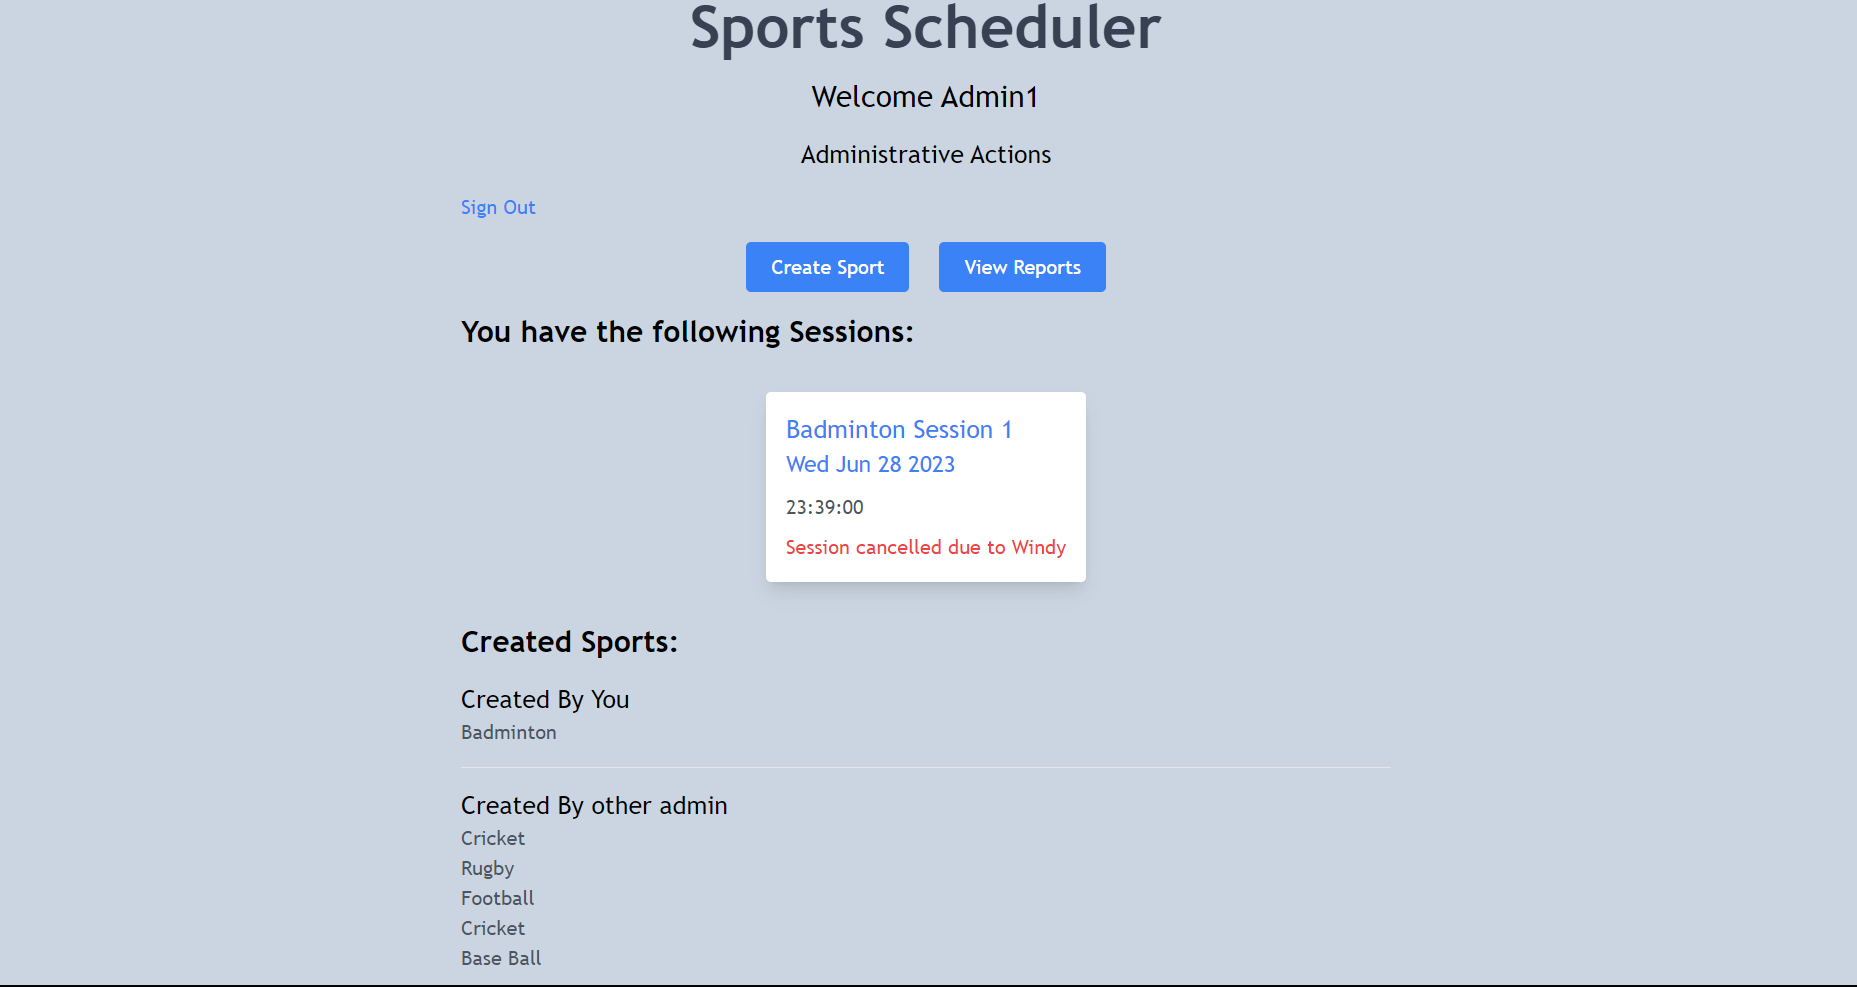 Sports Scheduler
Welcome Admin1
Administrative Actions
Sign Out
Create Sport
View Reports
You have the following Sessions:
Badminton Session 1
Wed Jun 28 2023
23:39:00
Session cancelled due to Windy
Created Sports:
Created By You
Badminton
Created By other admin
Cricket
Rugby
Football
Cricket
Base Ball